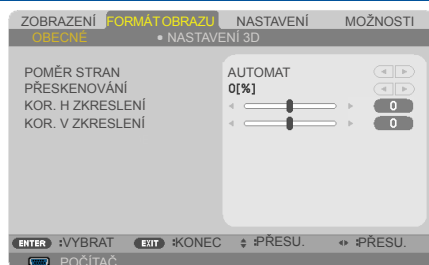 ZOBRAZENÍ FORMÁT OBRAZU NASTAVENÍ MOŽNOSTI
OBECNÉ • NASTAVENÍ 3D
POMĚR STRAN AUTOMAT
PŘESKENOVÁNÍ 0[%]
KOR. H ZKRESLENÍ 0
KOR. V ZKRESLENÍ 0
ENTER :VYBRAT EXIT :KONEC :PŘESU. :PŘESU.
POČÍTAČ